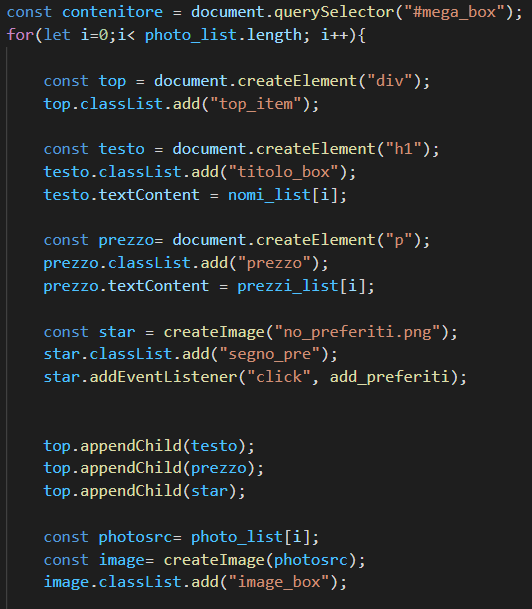 const contenitore = document.querySelector("#mega_box");
for(let i=0;i< photo_list.length; i++){
const top = document.createElement("div");
top.classList.add("top_item");
const testo = document.createElement("h1");
testo.classList.add("titolo_box");
testo.textContent = nomi_list[i];
const prezzo= document.createElement("p");
prezzo.classList.add("prezzo");
prezzo.textContent = prezzi_list[i];
const star = createImage("no_preferiti.png");
star.classList.add("segno_pre");
star.addEventListener("click", add_preferiti);
top.appendChild(testo);
top.appendChild(prezzo);
top.appendChild(star);
const photosrc= photo_list[i];
const image= createImage(photosrc);
image.classList.add("image_box");